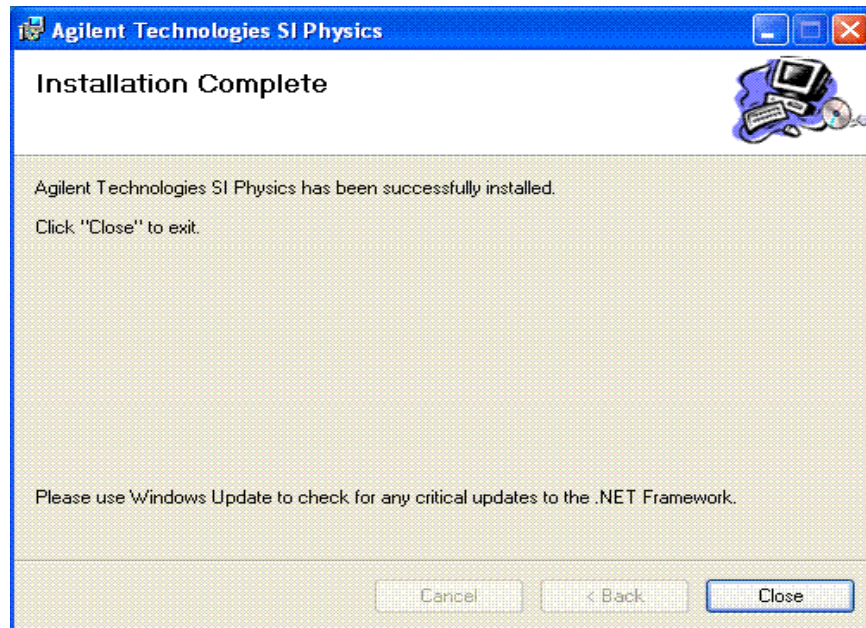 Agilent Technologies SI Physics
Installation Complete
Agilent Technologies SI Physics has been successfully installed.
Click "Close" to exit.
Please use Windows Update to check for any critical updates to the .NET Framework.
Cancel
< Back
Close